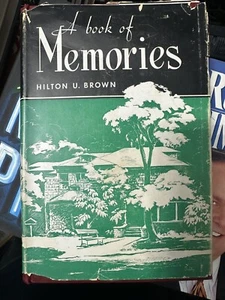 A book of
Memories
HILTON U. BROWN